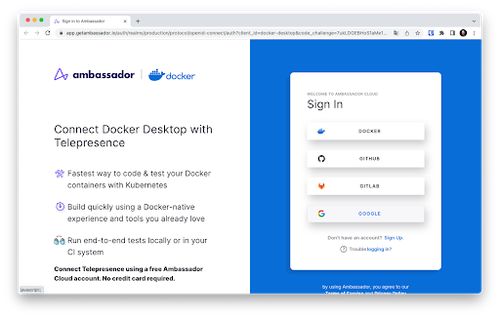 Sign in to Ambassador
app.getambassador.io/auth/realms/production/protocol/openid-connect/auth?client_id=docker-desktop&code_challenge=
ambassador docker
Connect Docker Desktop with
Telepresence
Fastest way to code & test your Docker
containers with Kubernetes
Build quickly using a Docker-native
experience and tools you already love
Run end-to-end tests locally or in your
CI system
Connect Telepresence using a free Ambassador
Cloud account. No credit card required.
WELCOME TO AMBASSADOR CLOUD
Sign In
DOCKER
GITHUB
GITLAB
GOOGLE
Don't have an account? Sign Up.
Trouble logging in?
by using Ambassador, you agree to our
Terms of Service and Privacy Policy